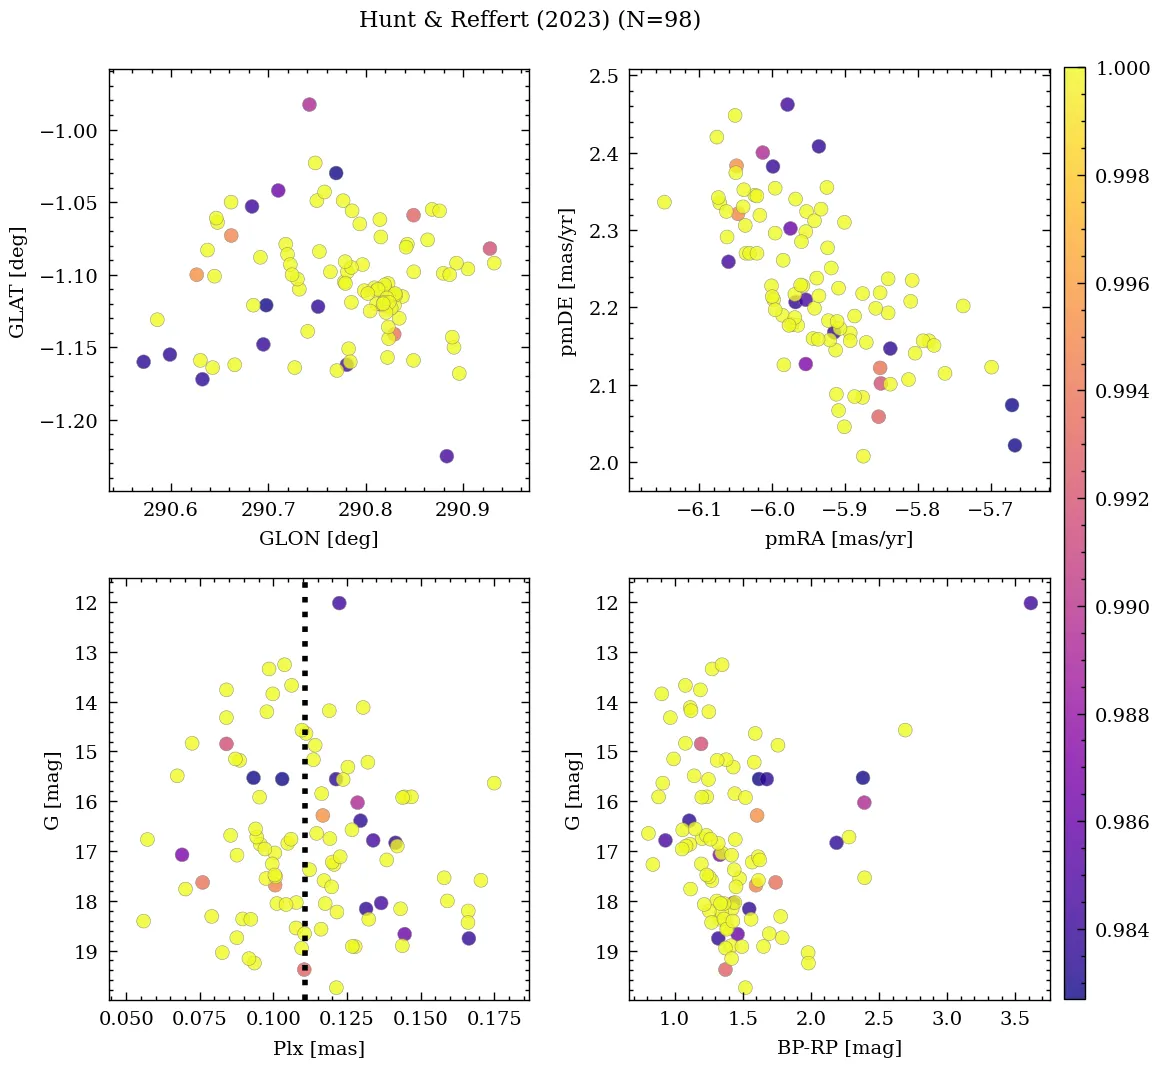 Hunt & Reffert (2023) (N=98)
−1.00
−1.05
−1.10
−1.15
−1.20
GLAT [deg]
290.6 290.7 290.8 290.9
GLON [deg]
2.5
2.4
2.3
2.2
2.1
2.0
pmDE [mas/yr]
−6.1 −6.0 −5.9 −5.8 −5.7
pmRA [mas/yr]
12
13
14
15
16
17
18
19
G [mag]
0.050 0.075 0.100 0.125 0.150 0.175
Plx [mas]
12
13
14
15
16
17
18
19
G [mag]
1.0 1.5 2.0 2.5 3.0 3.5
BP-RP [mag]
1.000
0.998
0.996
0.994
0.992
0.990
0.988
0.986
0.984